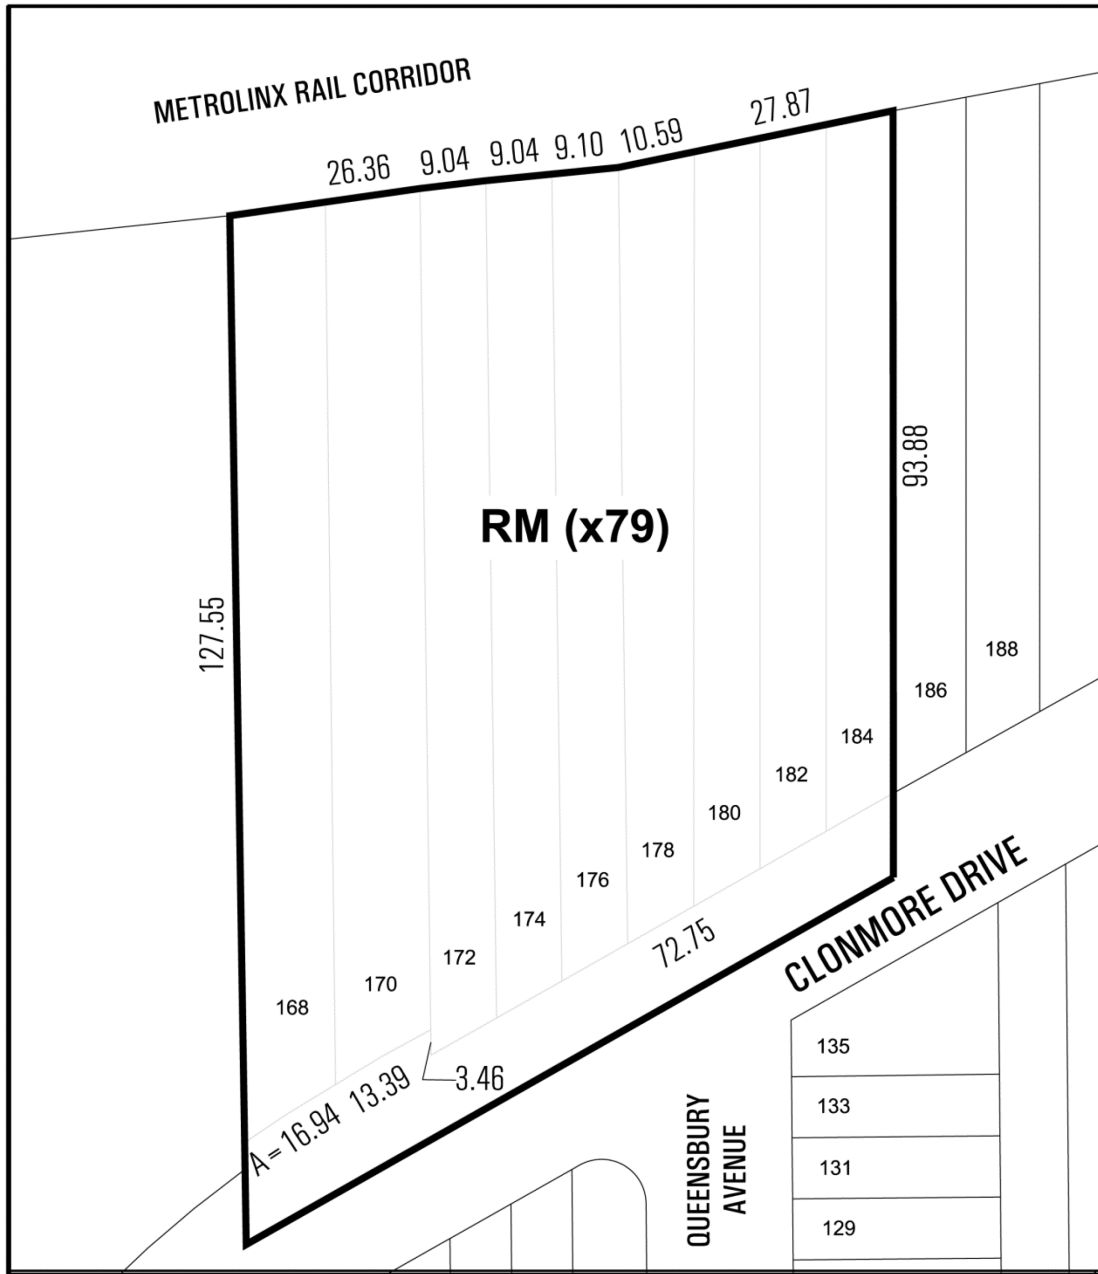 METROLINX RAIL CORRIDOR
26.36 9.04 9.04 9.10 10.59 27.87
93.88
RM (x79)
127.55
188
186
184
182
180
178
176
174
172
170
168
72.75
CLONMORE DRIVE
3.46
13.39
A = 16.94
135
133
131
129
QUEENSBURY
AVENUE